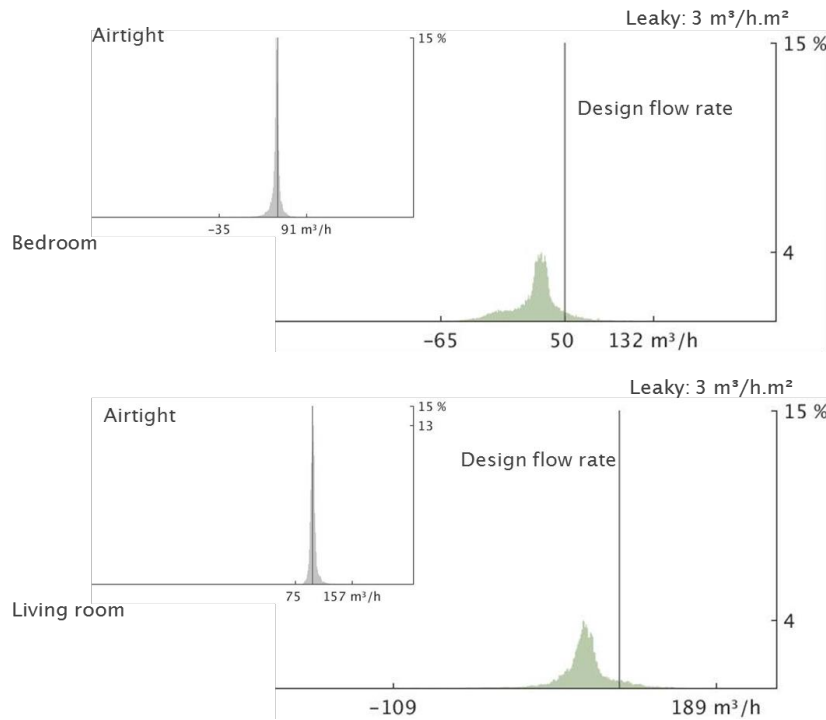 Leaky: 3 m³/h.m²
Airtight
15 %
15 %
Design flow rate
−35 91 m³/h
Bedroom
4
−65 50 132 m³/h
Leaky: 3 m³/h.m²
Airtight
15 %
13
15 %
Design flow rate
75 157 m³/h
Living room
4
−109 189 m³/h